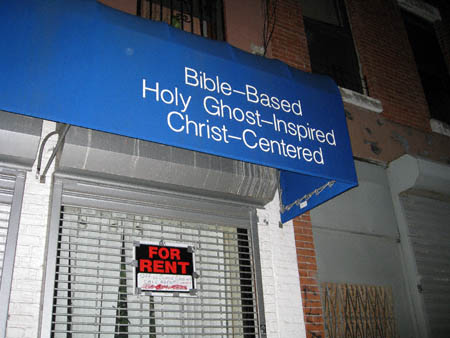 Bible-Based
Holy Ghost-Inspired
Christ-Centered
FOR
RENT